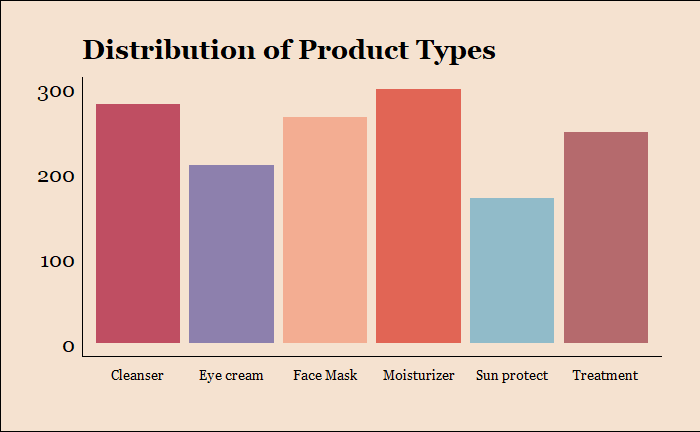 Distribution of Product Types
300
200
100
0
Cleanser Eye cream Face Mask Moisturizer Sun protect Treatment